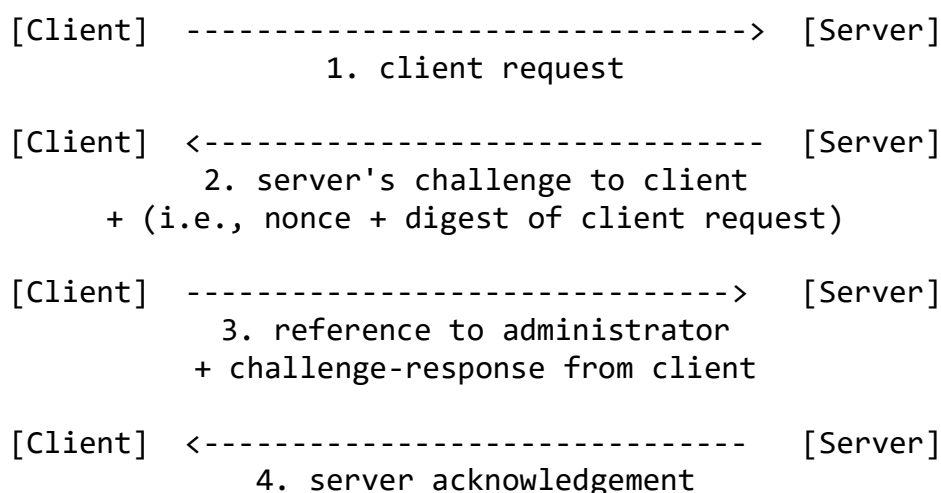 [Client] --------------------------------> [Server]
1. client request
[Client] <-------------------------------- [Server]
2. server's challenge to client
+ (i.e., nonce + digest of client request)
[Client] -------------------------------> [Server]
3. reference to administrator
+ challenge-response from client
[Client] <------------------------------- [Server]
4. server acknowledgement